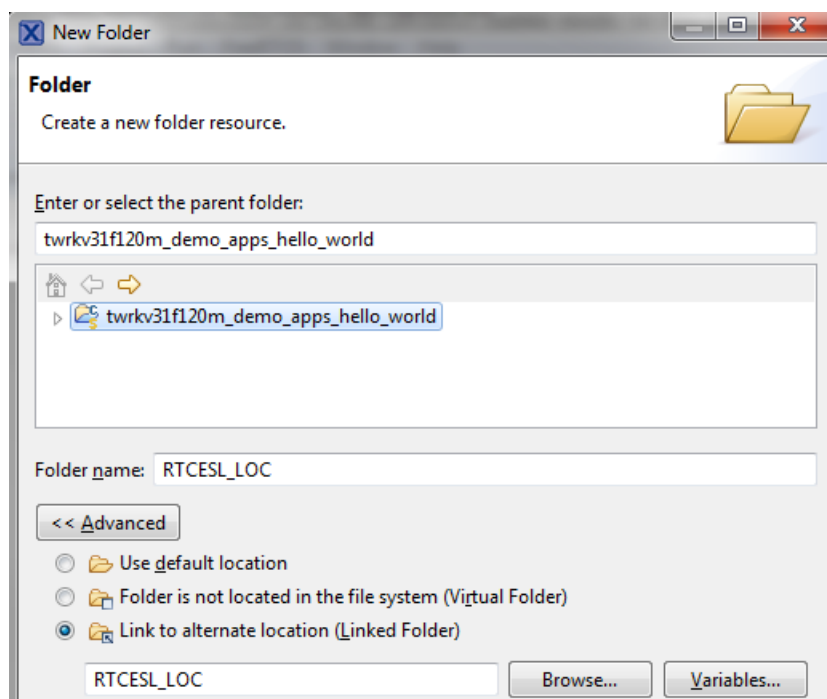 New Folder
Folder
Create a new folder resource.
Enter or select the parent folder:
twrkv31f120m_demo_apps_hello_world
twrkv31f120m_demo_apps_hello_world
Folder name: RTCESL_LOC
<< Advanced
Use default location
Folder is not located in the file system (Virtual Folder)
Link to alternate location (Linked Folder)
RTCESL_LOC Browse... Variables...